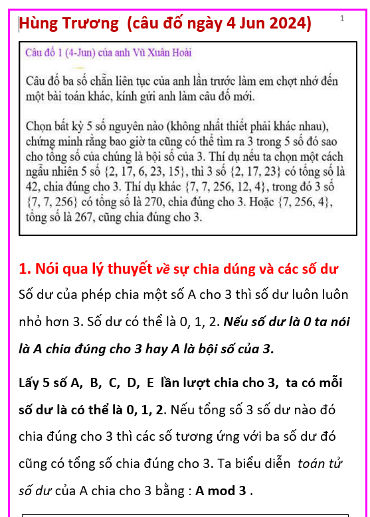 Hùng Trương  (câu đố ngày 4 Jun 2024)
1
Câu đố 1 (4-Jun) của anh Vũ Xuân Hoài
Câu đố ba số chẵn liên tục của anh lần trước làm em chợt nhớ đến
một bài toán khác, kính gửi anh làm câu đố mới.
Chọn bất kỳ 5 số nguyên nào (không nhất thiết phải khác nhau),
chứng minh rằng bao giờ ta cũng có thể tìm ra 3 trong 5 số đó sao
cho tổng số của chúng là bội số của 3. Thí dụ nếu ta chọn một cách
ngẫu nhiên 5 số {2, 17, 6, 23, 15}, thì 3 số {2, 17, 23} có tổng số là
42, chia đúng cho 3. Thí dụ khác {7, 7, 256, 12, 4}, trong đó 3 số
{7, 7, 256} có tổng số là 270, chia đúng cho 3. Hoặc {7, 256, 4},
tổng số là 267, cũng chia đúng cho 3.
1. Nói qua lý thuyết về sự chia dúng và các số dư
Số dư của phép chia một số A cho 3 thì số dư luôn luôn
nhỏ hơn 3. Số dư có thể là 0, 1, 2. Nếu số dư là 0 ta nói
là A chia đúng cho 3 hay A là bội số của 3.
Lấy 5 số A,  B,  C,  D,  E  lần lượt chia cho 3,  ta có mỗi
số dư là có thể là 0, 1, 2. Nếu tổng số 3 số dư nào đó
chia đúng cho 3 thì các số tương ứng với ba số dư đó
cũng có tổng số chia đúng cho 3. Ta biểu diễn  toán tử
số dư của A chia cho 3 bằng : A mod 3 .